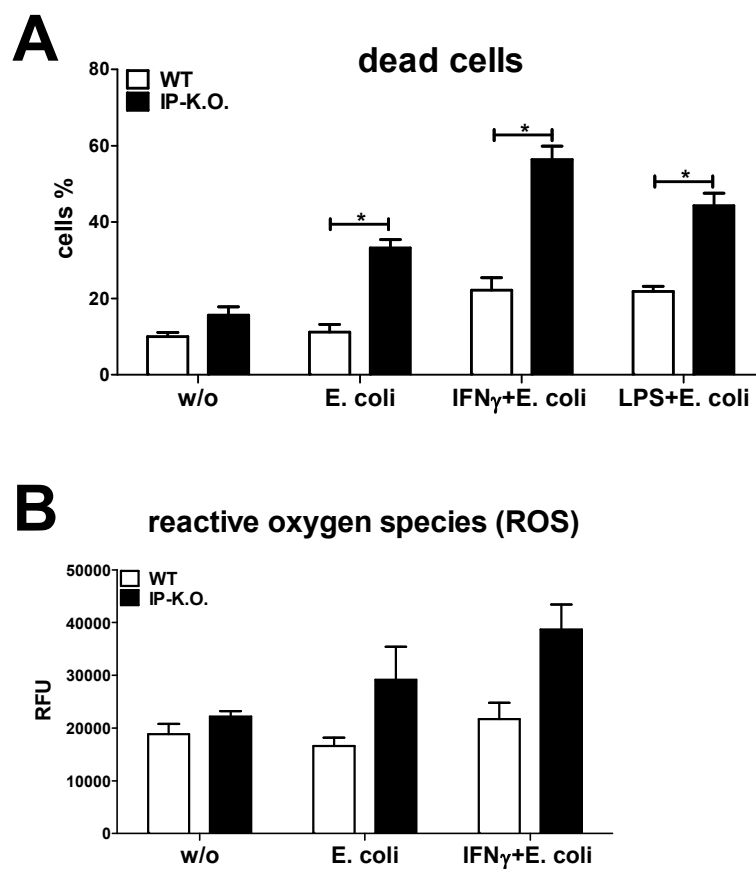 A
dead cells
WT
IP-K.O.
cells %
80
60
40
20
0
*
*
*
w/o
E. coli
IFNγ+E. coli
LPS+E. coli
B
reactive oxygen species (ROS)
WT
IP-K.O.
RFU
50000
40000
30000
20000
10000
0
w/o
E. coli
IFNγ+E. coli